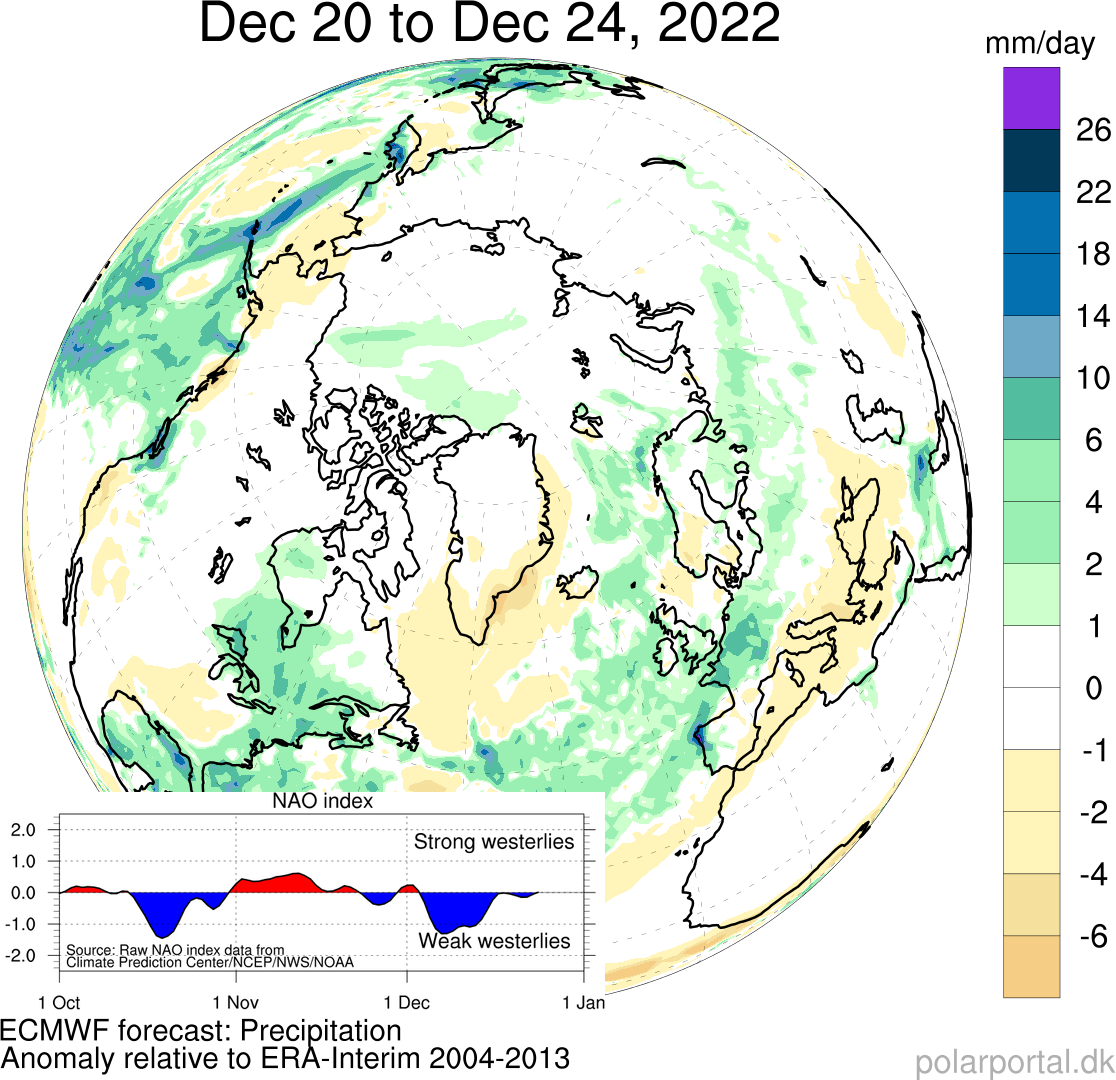 Dec 20 to Dec 24, 2022
mm/day
26
22
18
14
10
6
4
2
1
0
-1
-2
-4
-6
NAO index
2.0
1.0
0.0
-1.0
-2.0
Strong westerlies
Weak westerlies
Source: Raw NAO index data from
Climate Prediction Center/NCEP/NWS/NOAA
1 Oct
1 Nov
1 Dec
1 Jan
ECMWF forecast: Precipitation
Anomaly relative to ERA-Interim 2004-2013
polarportal.dk